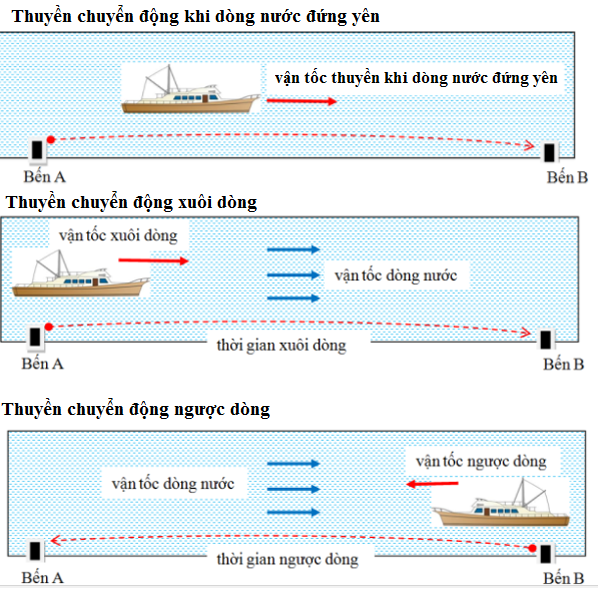 Thuyền chuyển động khi dòng nước đứng yên
vận tốc thuyền khi dòng nước đứng yên
Bến A
Bến B
Thuyền chuyển động xuôi dòng
vận tốc xuôi dòng
vận tốc dòng nước
thời gian xuôi dòng
Bến A
Bến B
Thuyền chuyển động ngược dòng
vận tốc ngược dòng
vận tốc dòng nước
thời gian ngược dòng
Bến A
Bến B